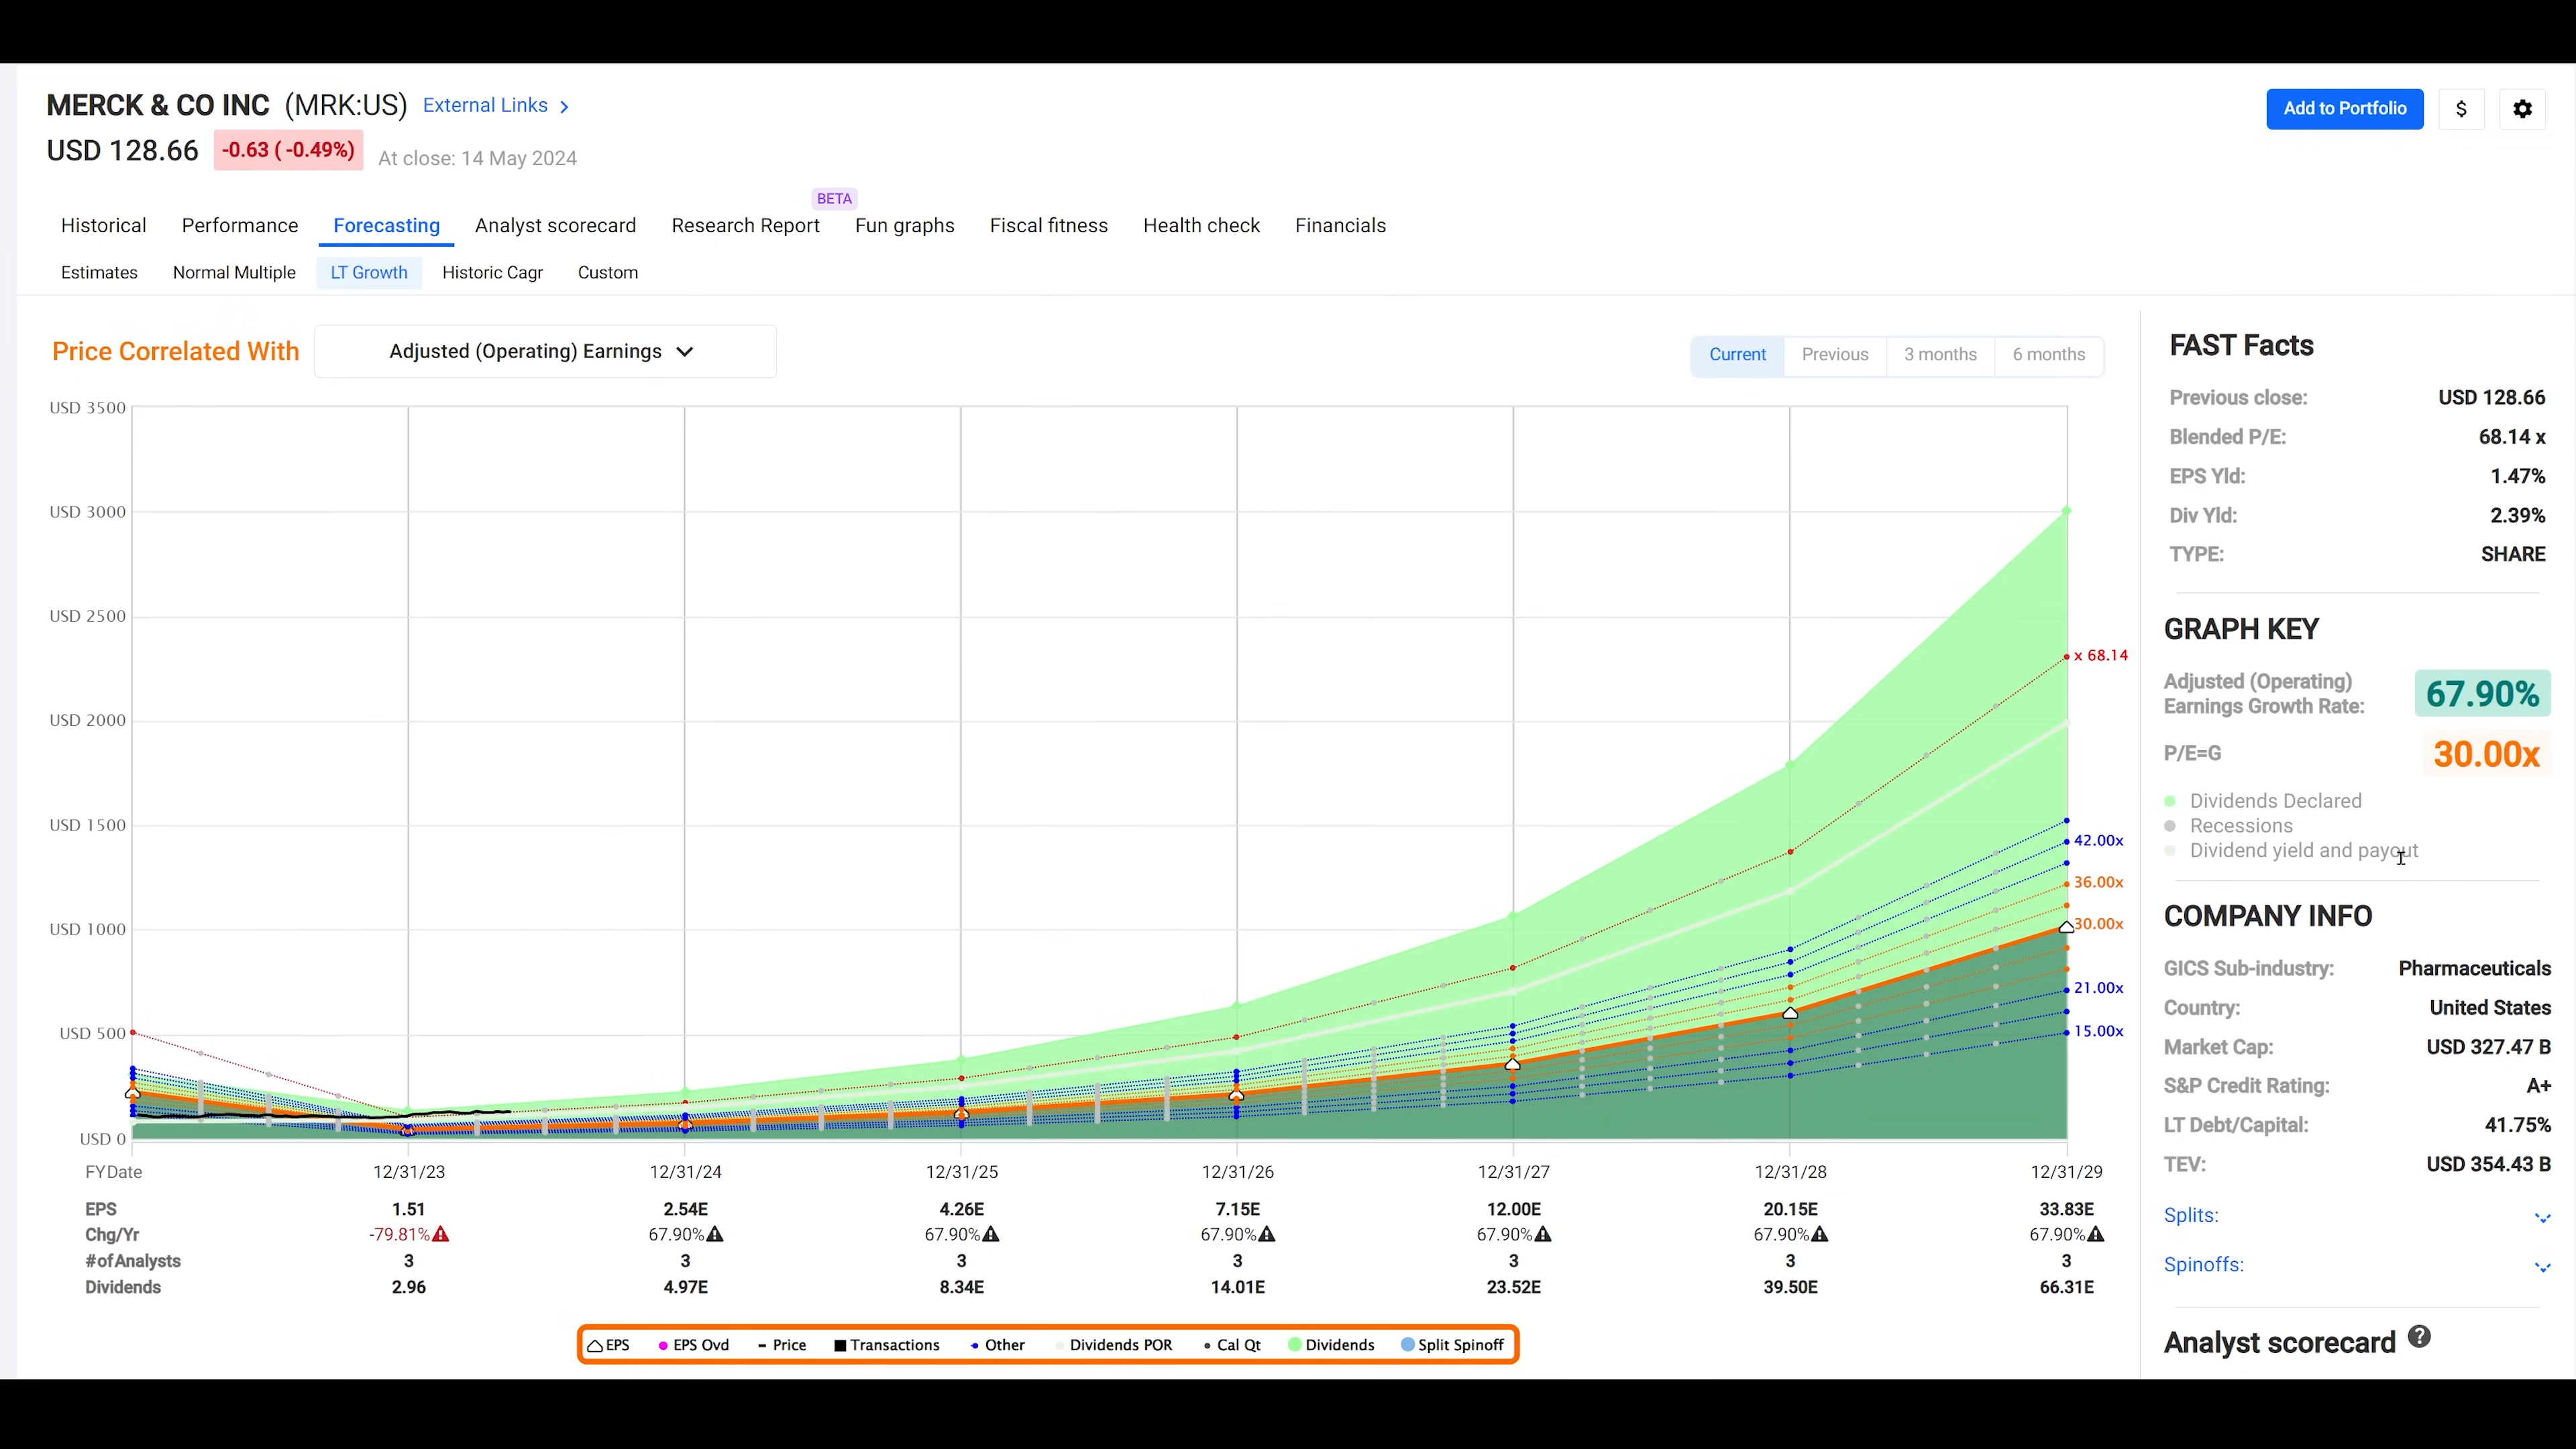 MERCK & CO INC (MRK:US) External Links
Add to Portfolio $
USD 128.66 -0.63 ( -0.49%) At close: 14 May 2024
BETA
Historical Performance Forecasting Analyst scorecard Research Report Fun graphs Fiscal fitness Health check Financials
Estimates Normal Multiple LT Growth Historic Cagr Custom
Price Correlated With Adjusted (Operating) Earnings
Current Previous 3 months 6 months
USD 3500
USD 3000
USD 2500
USD 2000
USD 1500
USD 1000
USD 500
USD 0
x 68.14
42.00x
36.00x
30.00x
21.00x
15.00x
FYDate 12/31/23 12/31/24 12/31/25 12/31/26 12/31/27 12/31/28 12/31/29
EPS 1.51 2.54E 4.26E 7.15E 12.00E 20.15E 33.83E
Chg/Yr -79.81% 67.90% 67.90% 67.90% 67.90% 67.90% 67.90%
#ofAnalysts 3 3 3 3 3 3 3
Dividends 2.96 4.97E 8.34E 14.01E 23.52E 39.50E 66.31E
EPS EPS Ovd Price Transactions Other Dividends POR Cal Qt Dividends Split Spinoff
FAST Facts
Previous close: USD 128.66
Blended P/E: 68.14 x
EPS Yld: 1.47%
Div Yld: 2.39%
TYPE: SHARE
GRAPH KEY
Adjusted (Operating)
Earnings Growth Rate: 67.90%
P/E=G 30.00x
Dividends Declared
Recessions
Dividend yield and payout
COMPANY INFO
GICS Sub-industry: Pharmaceuticals
Country: United States
Market Cap: USD 327.47 B
S&P Credit Rating: A+
LT Debt/Capital: 41.75%
TEV: USD 354.43 B
Splits:
Spinoffs:
Analyst scorecard ?